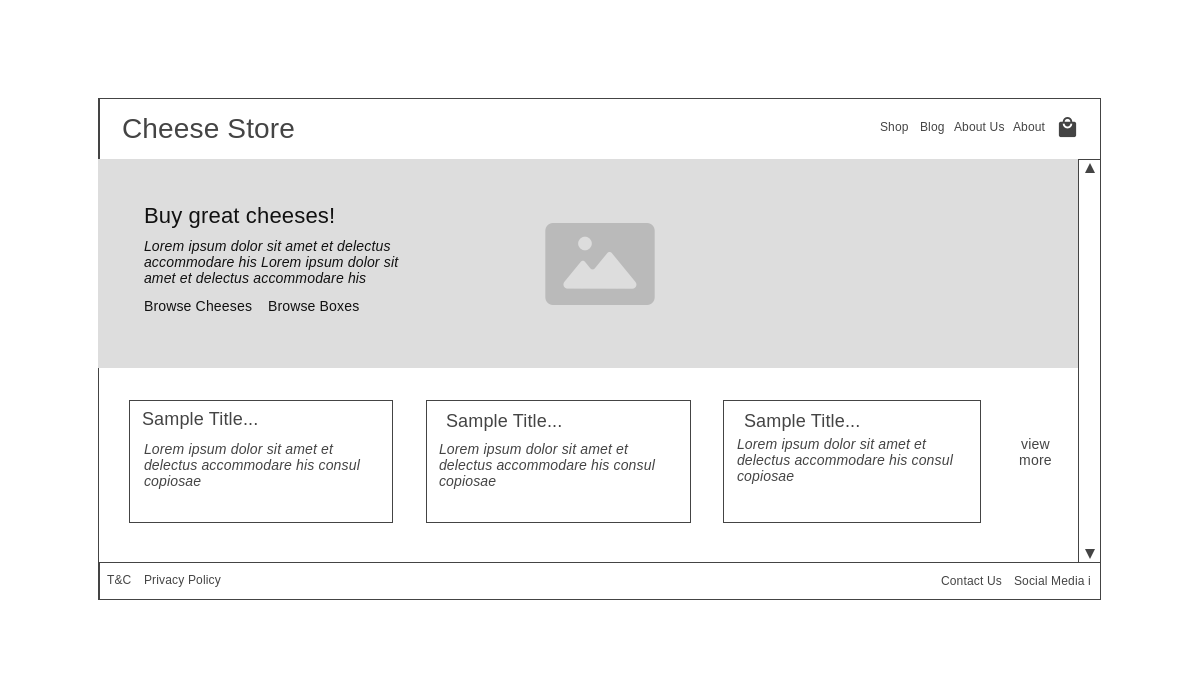 Cheese Store
Shop Blog About Us About
Buy great cheeses!
Lorem ipsum dolor sit amet et delectus
accommodare his Lorem ipsum dolor sit
amet et delectus accommodare his
Browse Cheeses Browse Boxes
Sample Title...
Lorem ipsum dolor sit amet et
delectus accommodare his consul
copiosae
Sample Title...
Lorem ipsum dolor sit amet et
delectus accommodare his consul
copiosae
Sample Title...
Lorem ipsum dolor sit amet et
delectus accommodare his consul
copiosae
view
more
T&C Privacy Policy
Contact Us Social Media i